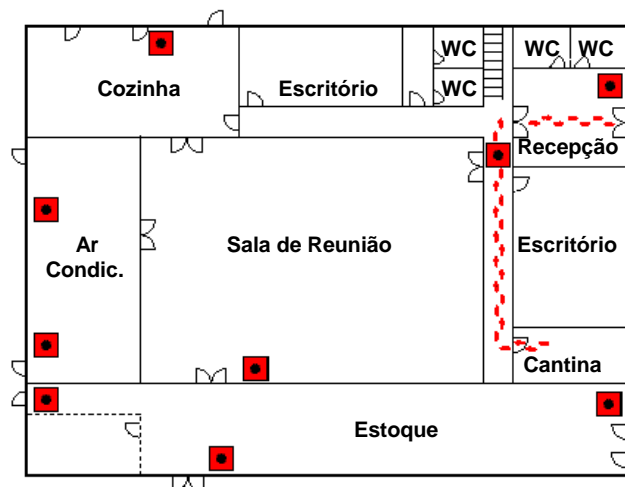 WC
WC WC
Cozinha
Escritório
WC
Recepção
Ar
Condic.
Sala de Reunião
Escritório
Cantina
Estoque